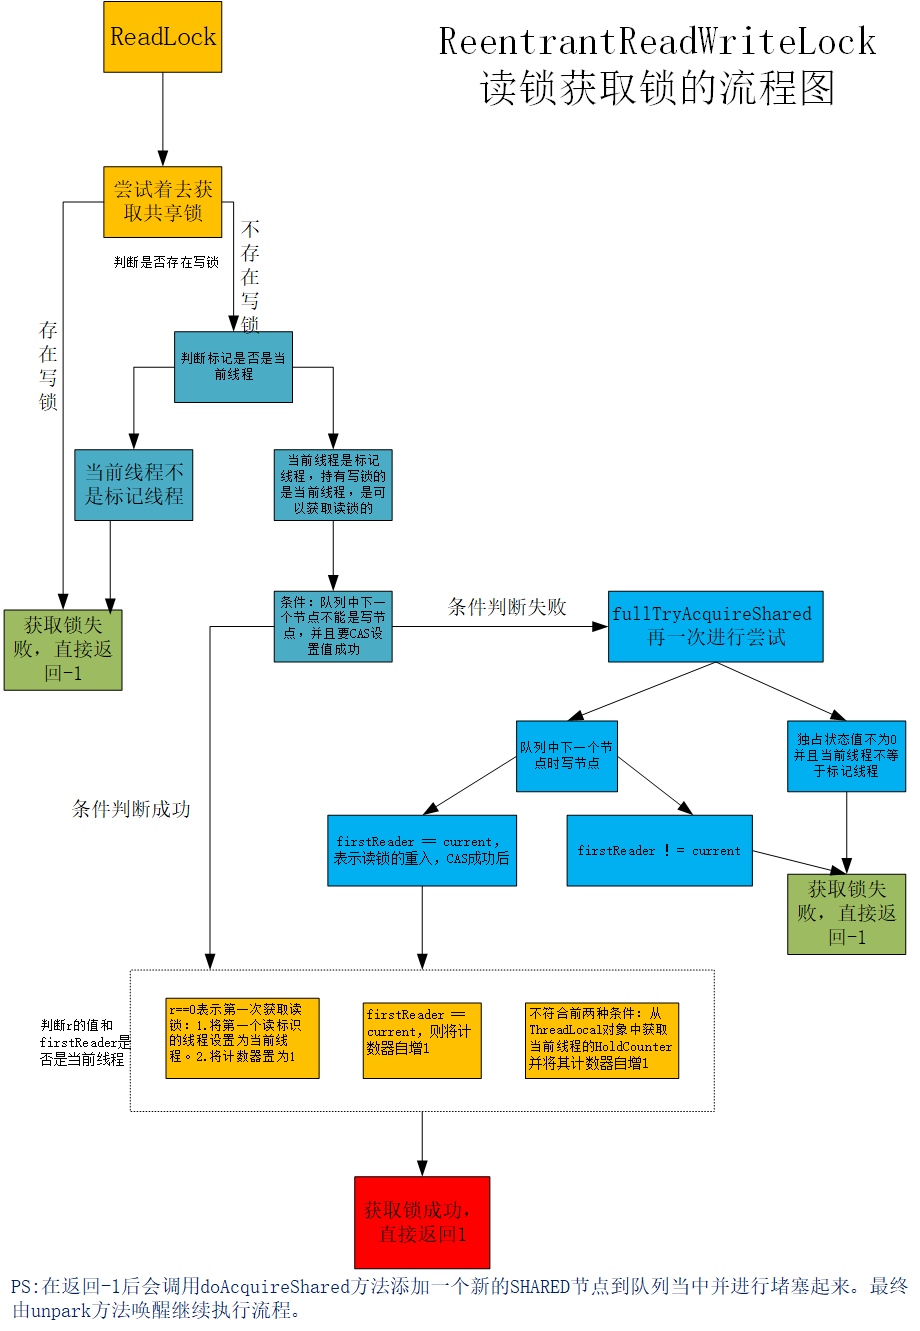 ReadLock
ReentrantReadWriteLock
读锁获取锁的流程图
尝试着去获
取共享锁
判断是否存在写锁
不存在写锁
存在写锁
判断标记是否是当
前线程
当前线程不
是标记线程
当前线程是标记
线程，持有写锁的
是当前线程，是可
以获取读锁的
获取锁失
败，直接返
回-1
条件：队列中下一
个节点不能是写节
点，并且要CAS设
置值成功
条件判断失败
fullTryAcquireShared
再一次进行尝试
队列中下一个节
点时写节点
独占状态值不为0
并且当前线程不等
于标记线程
条件判断成功
firstReader == current，
表示读锁的重入，CAS成功后
firstReader ！= current
获取锁失
败，直接返
回-1
判断r的值和
firstReader是
否是当前线程
r==0表示第一次获取读
锁：1.将第一个读标识
的线程设置为当前线
程。2.将计数器置为1
firstReader ==
current，则将计
数器自增1
不符合前两种条件：从
ThreadLocal对象中获取
当前线程的HoldCounter
并将其计数器自增1
获取锁成功，
直接返回1
PS:在返回-1后会调用doAcquireShared方法添加一个新的SHARED节点到队列当中并进行堵塞起来。最终
由unpark方法唤醒继续执行流程。